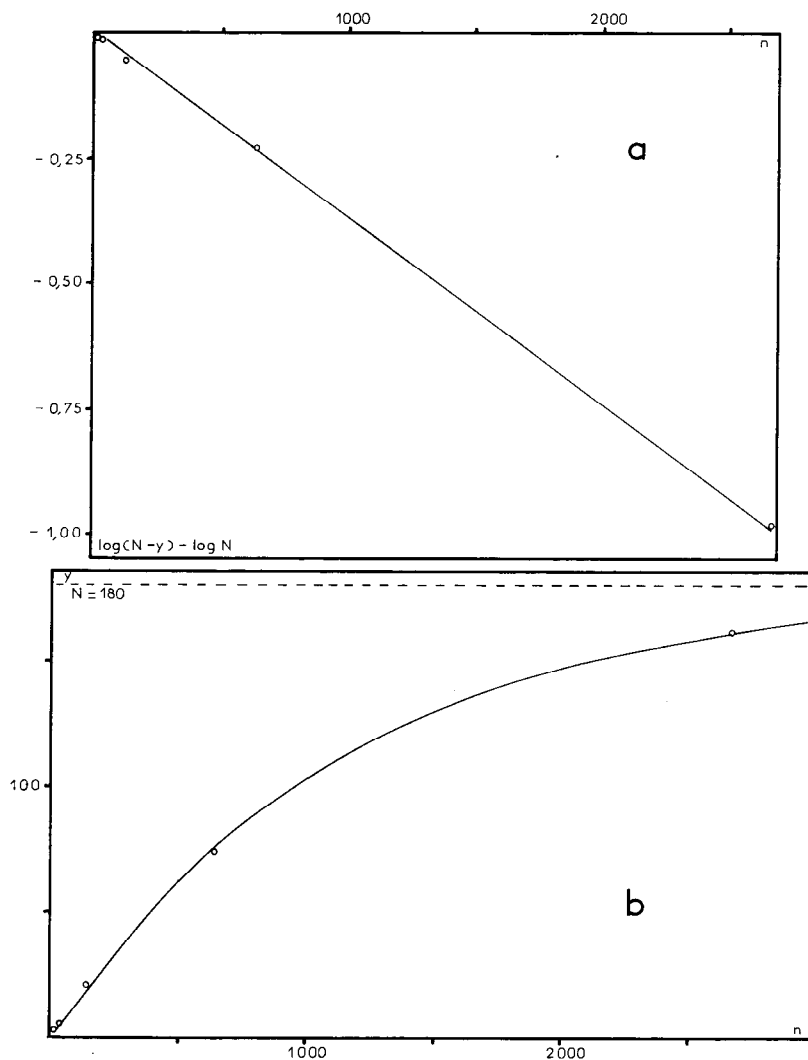 1000 2000
n
a
- 0,25
- 0,50
- 0,75
- 1,00
log(N-y) - log N
y
N = 180
100
b
1000 2000 n